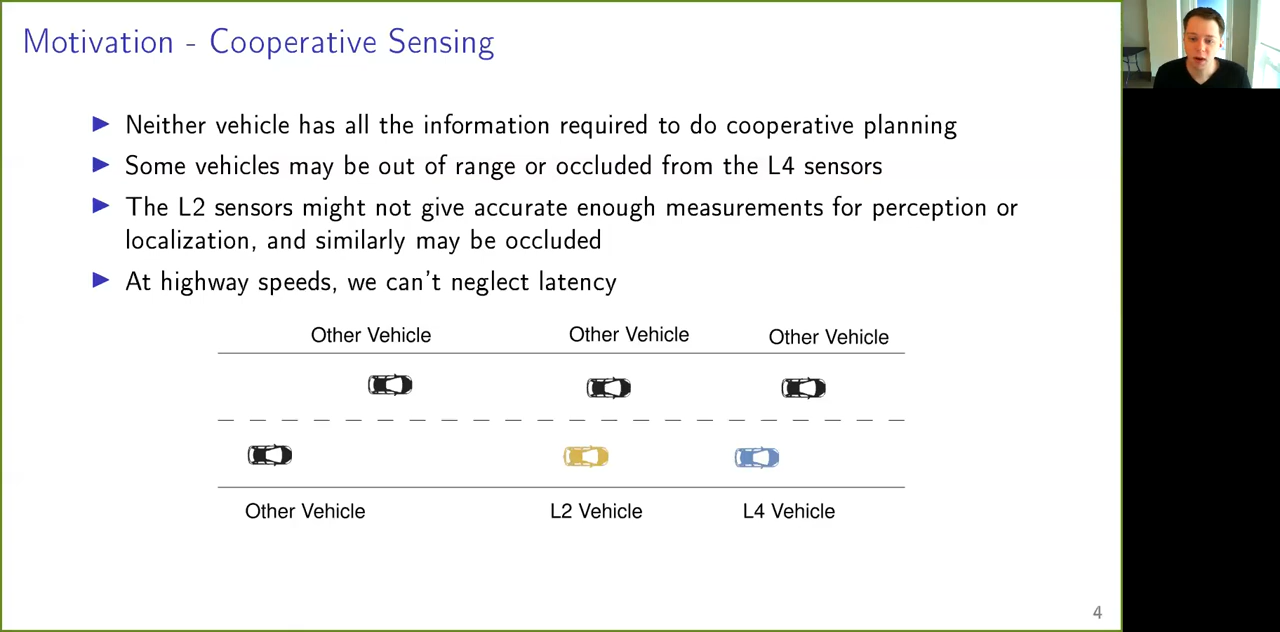 Motivation - Cooperative Sensing
Neither vehicle has all the information required to do cooperative planning
Some vehicles may be out of range or occluded from the L4 sensors
The L2 sensors might not give accurate enough measurements for perception or
localization, and similarly may be occluded
At highway speeds, we can't neglect latency
Other Vehicle Other Vehicle Other Vehicle
Other Vehicle L2 Vehicle L4 Vehicle
4